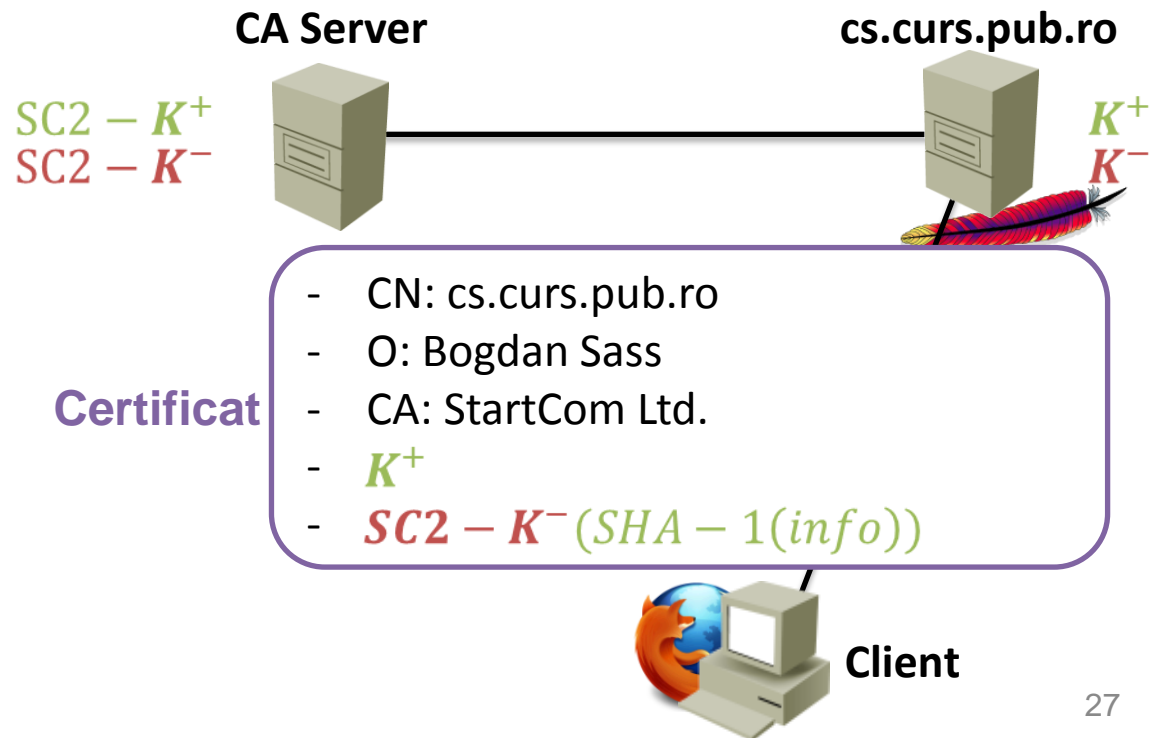 CA Server
cs.curs.pub.ro
SC2 − K⁺
SC2 − K⁻
K⁺
K⁻
Certificat
- CN: cs.curs.pub.ro
- O: Bogdan Sass
- CA: StartCom Ltd.
- K⁺
- SC2 − K⁻(SHA − 1(info))
Client
27